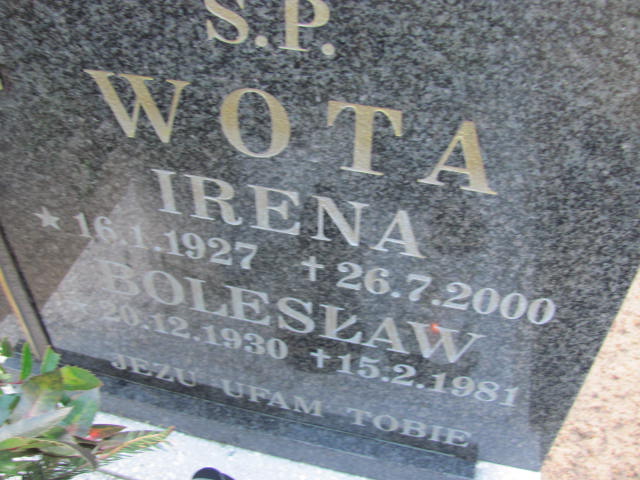 S.P.
WOTA
IRENA
★ 16.1.1927 + 26.7.2000
BOLESŁAW
20.12.1930 + 15.2.1981
JEZU UFAM TOBIE